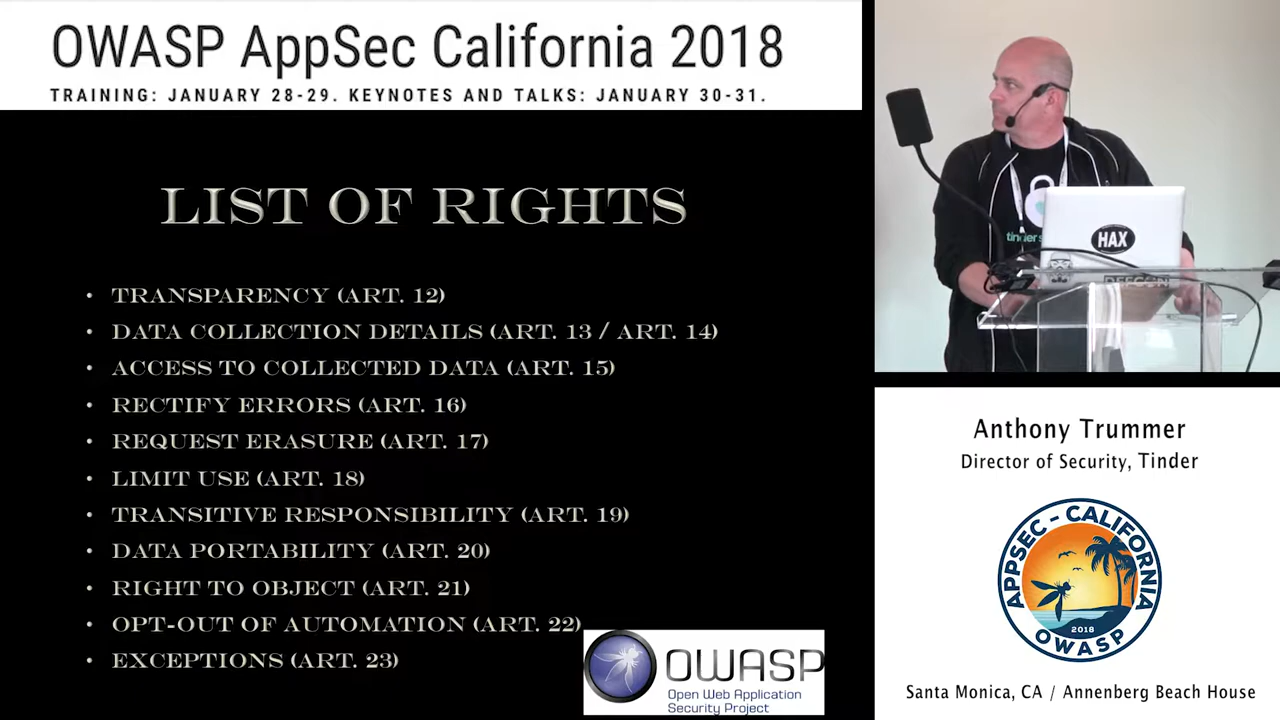 OWASP AppSec California 2018
TRAINING: JANUARY 28-29. KEYNOTES AND TALKS: JANUARY 30-31.
LIST OF RIGHTS
• TRANSPARENCY (ART. 12)
• DATA COLLECTION DETAILS (ART. 13 / ART. 14)
• ACCESS TO COLLECTED DATA (ART. 15)
• RECTIFY ERRORS (ART. 16)
• REQUEST ERASURE (ART. 17)
• LIMIT USE (ART. 18)
• TRANSITIVE RESPONSIBILITY (ART. 19)
• DATA PORTABILITY (ART. 20)
• RIGHT TO OBJECT (ART. 21)
• OPT-OUT OF AUTOMATION (ART. 22)
• EXCEPTIONS (ART. 23)
OWASP
Open Web Application
Security Project
tinder
HAX
DEFCON
Anthony Trummer
Director of Security, Tinder
APPSEC - CALIFORNIA
2018
OWASP
Santa Monica, CA / Annenberg Beach House